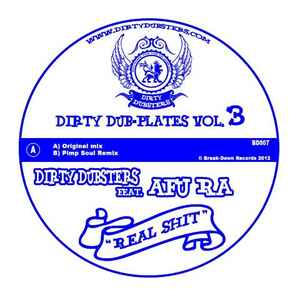 WWW.DIRTYDUBSTERS.COM
DIRTY
DUBSTERS
DIRTY DUB-PLATES VOL. 3
A
A) Original mix
B) Pimp Soul Remix
BD007
© Break-Down Records 2012
DIRTY DUBSTERS
FEAT. AFU RA
"REAL SHIT"